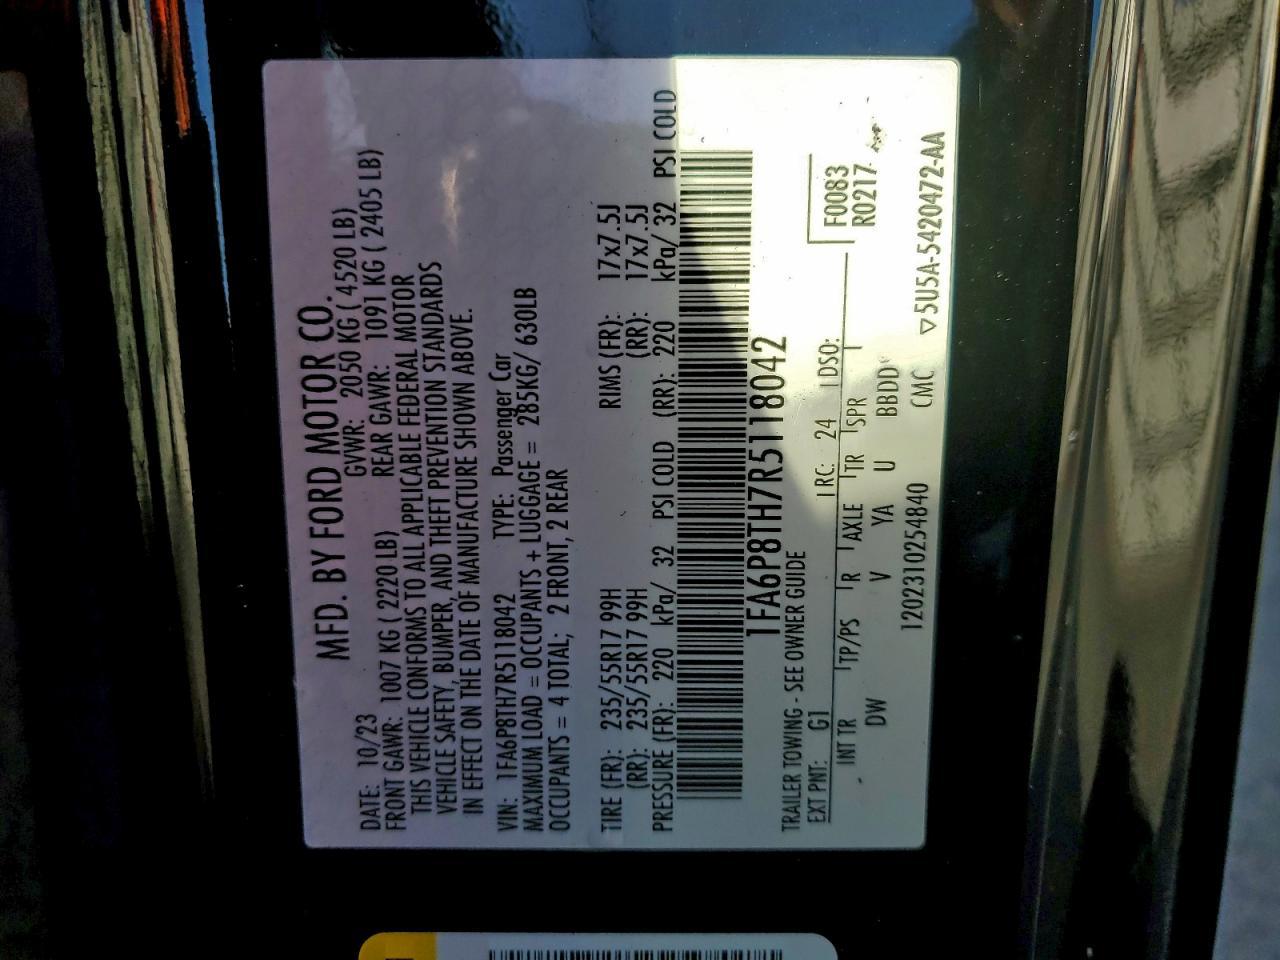 MFD. BY FORD MOTOR CO.
DATE: 10/23 GVWR: 2050 KG ( 4520 LB)
FRONT GAWR: 1007 KG ( 2220 LB) REAR GAWR: 1091 KG ( 2405 LB)
THIS VEHICLE CONFORMS TO ALL APPLICABLE FEDERAL MOTOR
VEHICLE SAFETY, BUMPER, AND THEFT PREVENTION STANDARDS
IN EFFECT ON THE DATE OF MANUFACTURE SHOWN ABOVE.
VIN: 1FA6P8TH7R5118042 TYPE: Passenger Car
MAXIMUM LOAD = OCCUPANTS + LUGGAGE = 285KG/ 630LB
OCCUPANTS = 4 TOTAL; 2 FRONT, 2 REAR
TIRE (FR): 235/55R17 99H RIMS (FR): 17x7.5J
(RR): 235/55R17 99H (RR): 17x7.5J
PRESSURE (FR): 220 kPa/ 32 PSI COLD (RR): 220 kPa/ 32 PSI COLD
1FA6P8TH7R5118042
TRAILER TOWING - SEE OWNER GUIDE F0083
EXT PNT: G1 RC: 24 DSO: R0217
INT TR TP/PS R AXLE TR SPR
DW V YA U BBDD
1202310254840 CMC ▽5U5A-5420472-AA